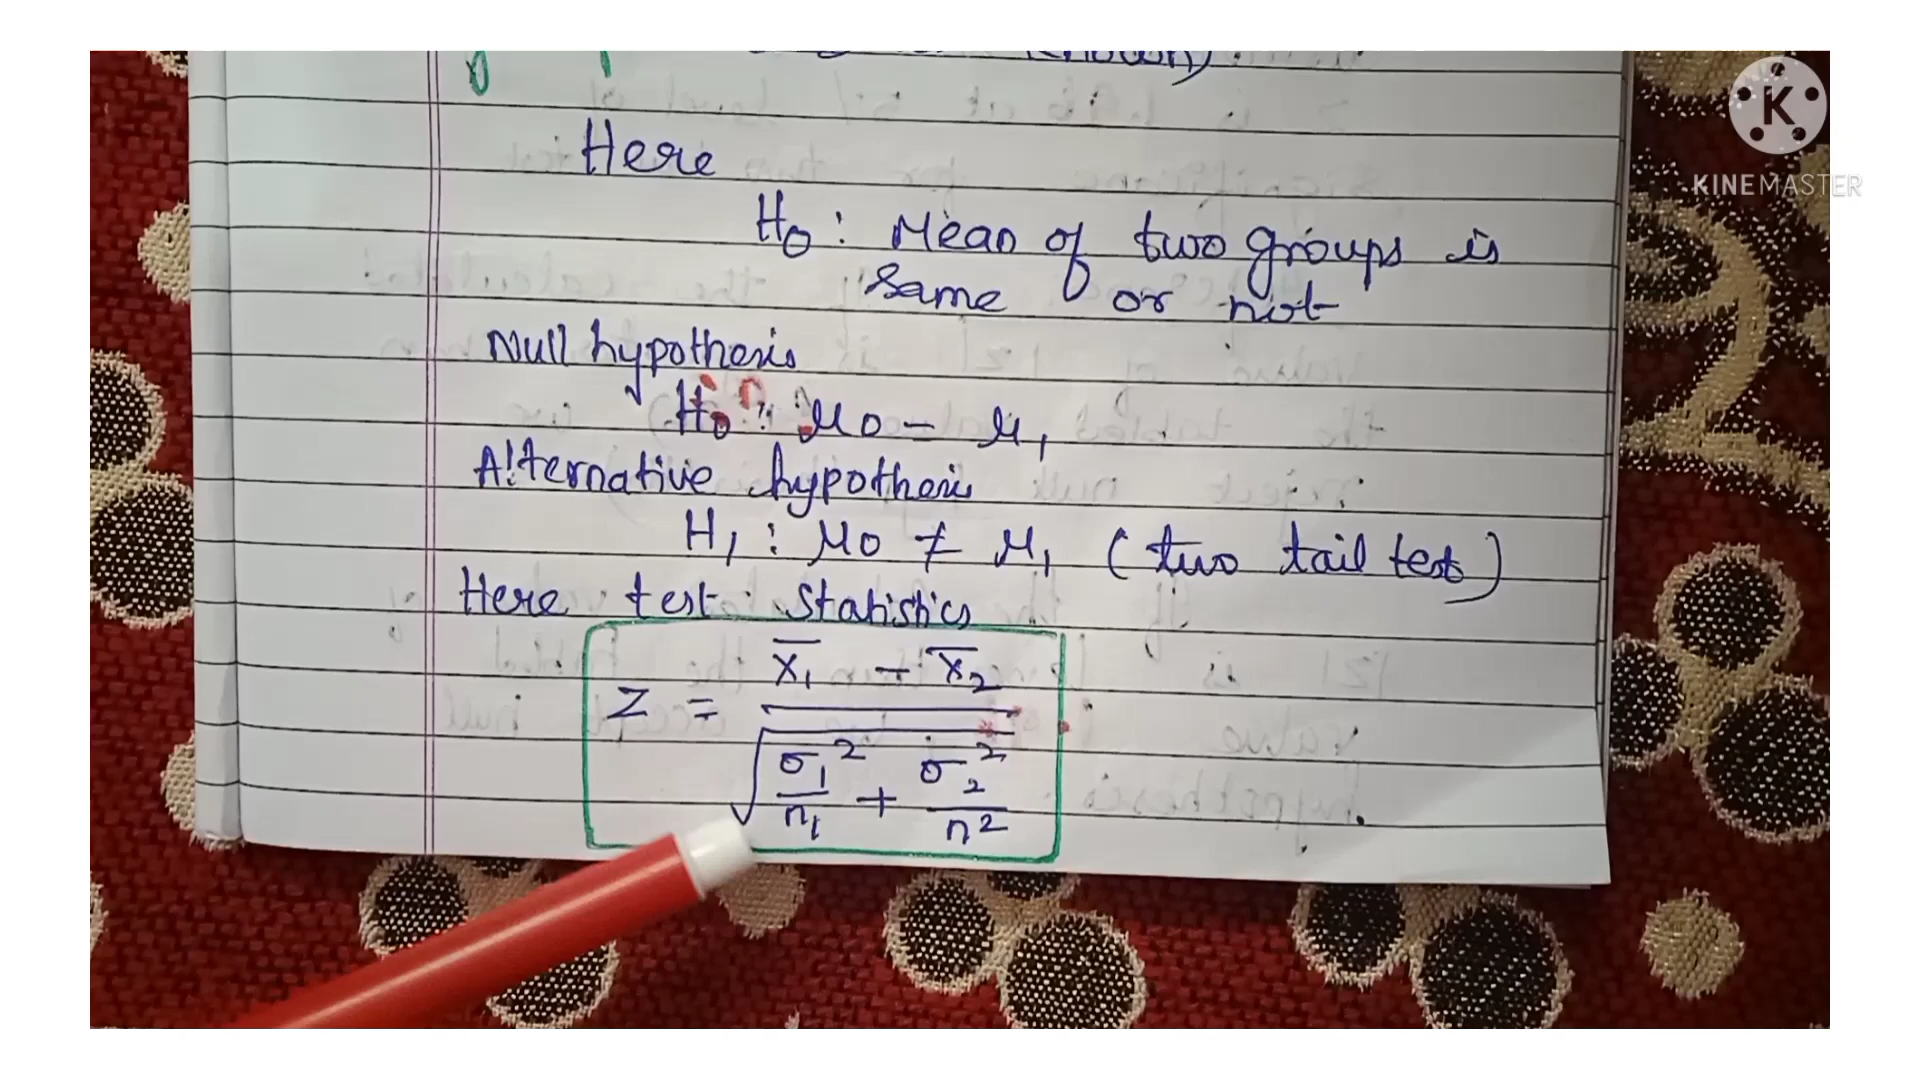 known)
Here
H0 : Mean of two groups is
same or not
Null hypothesis
H0 : μ0 = μ1
Alternative hypothesis
H1 : μ0 ≠ μ1 (two tail test)
Here test statistics
Z = (x̄1 - x̄2) / √(σ1²/n1 + σ2²/n2)
KINEMASTER